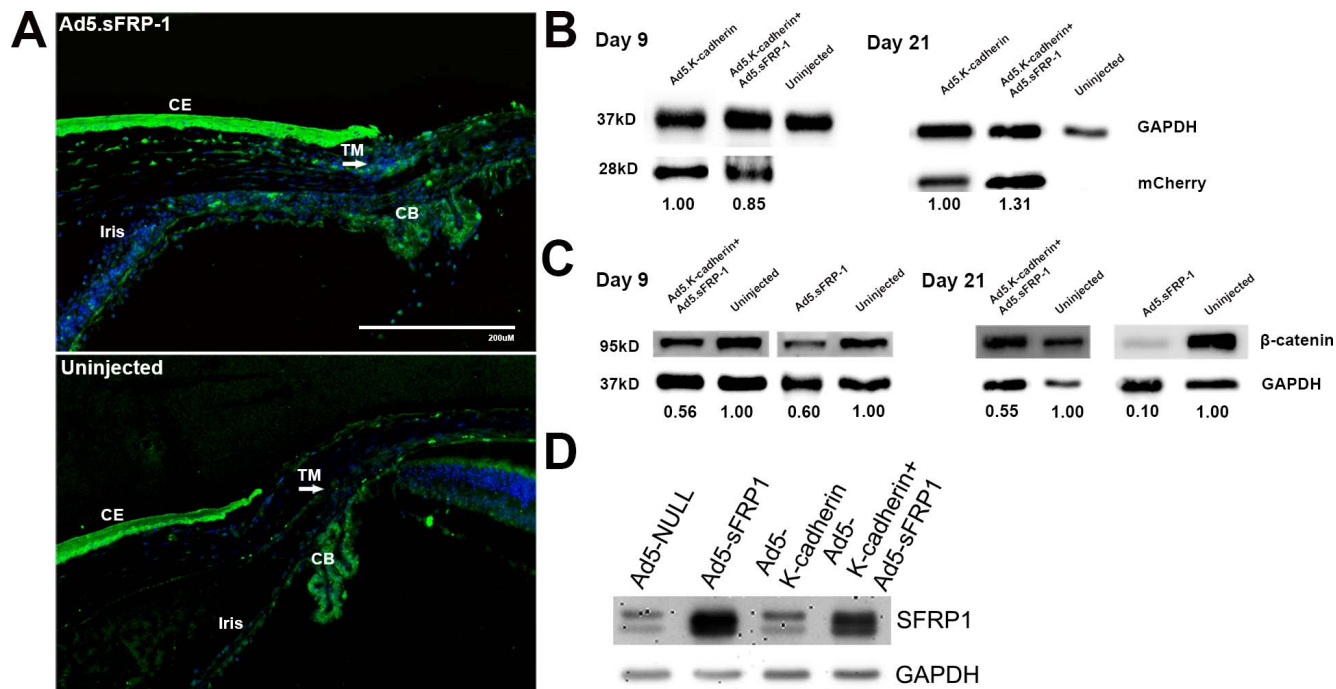 A
Ad5.sFRP-1
CE
TM
CB
Iris
200uM
Uninjected
TM
CE
CB
Iris
B
Day 9
Ad5.K-cadherin
Ad5.K-cadherin+
Ad5.sFRP-1
Uninjected
Day 21
Ad5.K-cadherin
Ad5.K-cadherin+
Ad5.sFRP-1
Uninjected
37kD
GAPDH
28kD
mCherry
1.00 0.85
1.00 1.31
C
Day 9
Ad5.K-cadherin+
Ad5.sFRP-1
Uninjected
Ad5.sFRP-1
Uninjected
Day 21
Ad5.K-cadherin+
Ad5.sFRP-1
Uninjected
Ad5.sFRP-1
Uninjected
95kD
β-catenin
37kD
GAPDH
0.56 1.00 0.60 1.00
0.55 1.00 0.10 1.00
D
Ad5-NULL
Ad5-sFRP1
Ad5-
K-cadherin
Ad5-
K-cadherin+
Ad5-sFRP1
SFRP1
GAPDH